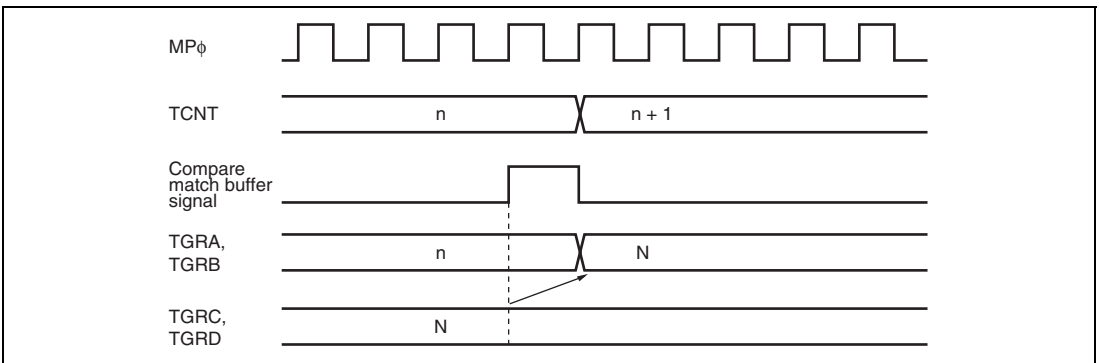 MPφ
TCNT
n
n + 1
Compare
match buffer
signal
TGRA,
TGRB
n
N
TGRC,
TGRD
N